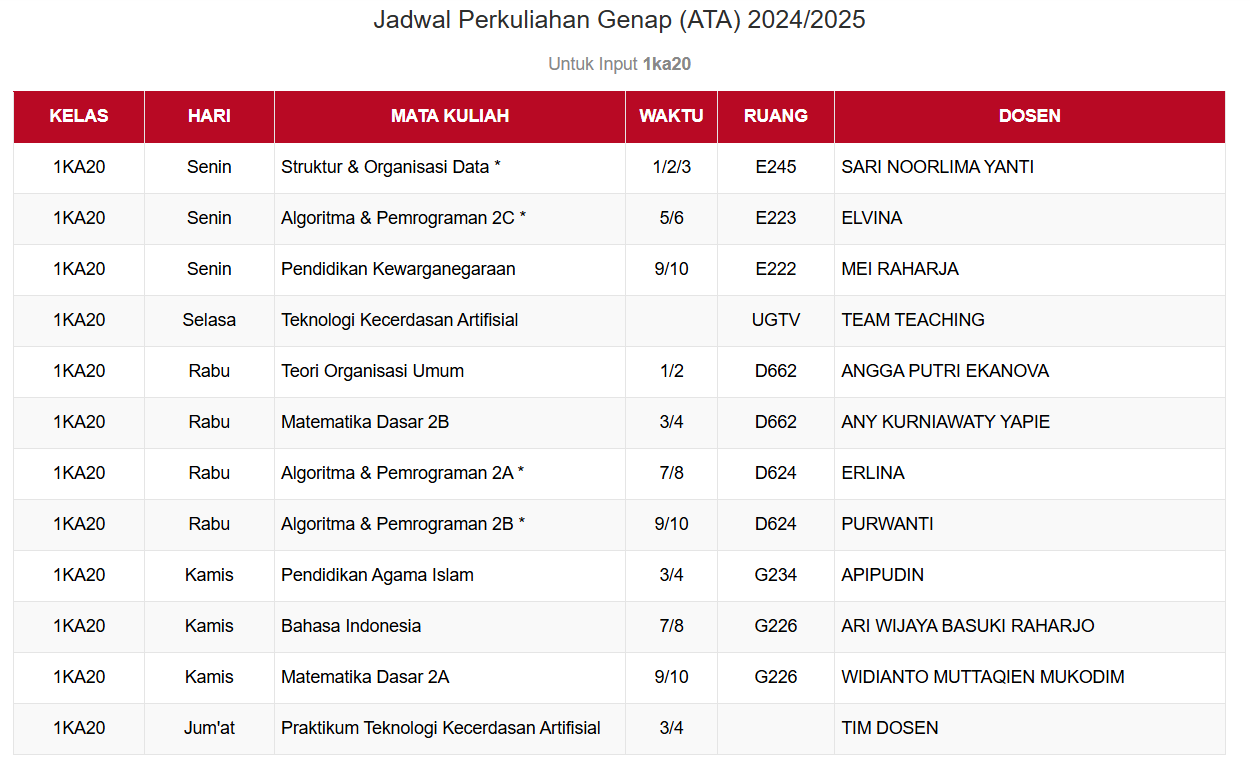 Jadwal Perkuliahan Genap (ATA) 2024/2025
Untuk Input 1ka20
KELAS HARI MATA KULIAH WAKTU RUANG DOSEN
1KA20 Senin Struktur & Organisasi Data * 1/2/3 E245 SARI NOORLIMA YANTI
1KA20 Senin Algoritma & Pemrograman 2C * 5/6 E223 ELVINA
1KA20 Senin Pendidikan Kewarganegaraan 9/10 E222 MEI RAHARJA
1KA20 Selasa Teknologi Kecerdasan Artifisial UGTV TEAM TEACHING
1KA20 Rabu Teori Organisasi Umum 1/2 D662 ANGGA PUTRI EKANOVA
1KA20 Rabu Matematika Dasar 2B 3/4 D662 ANY KURNIAWATY YAPIE
1KA20 Rabu Algoritma & Pemrograman 2A * 7/8 D624 ERLINA
1KA20 Rabu Algoritma & Pemrograman 2B * 9/10 D624 PURWANTI
1KA20 Kamis Pendidikan Agama Islam 3/4 G234 APIPUDIN
1KA20 Kamis Bahasa Indonesia 7/8 G226 ARI WIJAYA BASUKI RAHARJO
1KA20 Kamis Matematika Dasar 2A 9/10 G226 WIDIANTO MUTTAQIEN MUKODIM
1KA20 Jum'at Praktikum Teknologi Kecerdasan Artifisial 3/4 TIM DOSEN